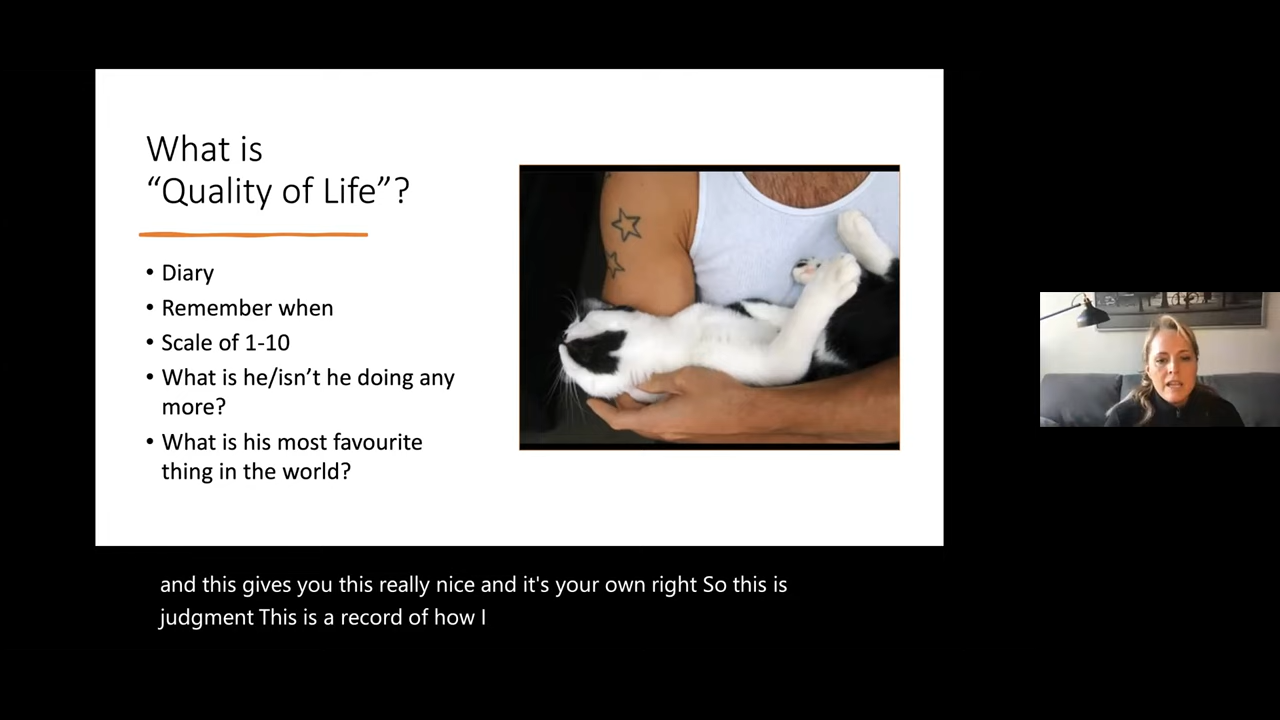 What is
“Quality of Life”?
• Diary
• Remember when
• Scale of 1-10
• What is he/isn’t he doing any
more?
• What is his most favourite
thing in the world?
and this gives you this really nice and it's your own right So this is
judgment This is a record of how I